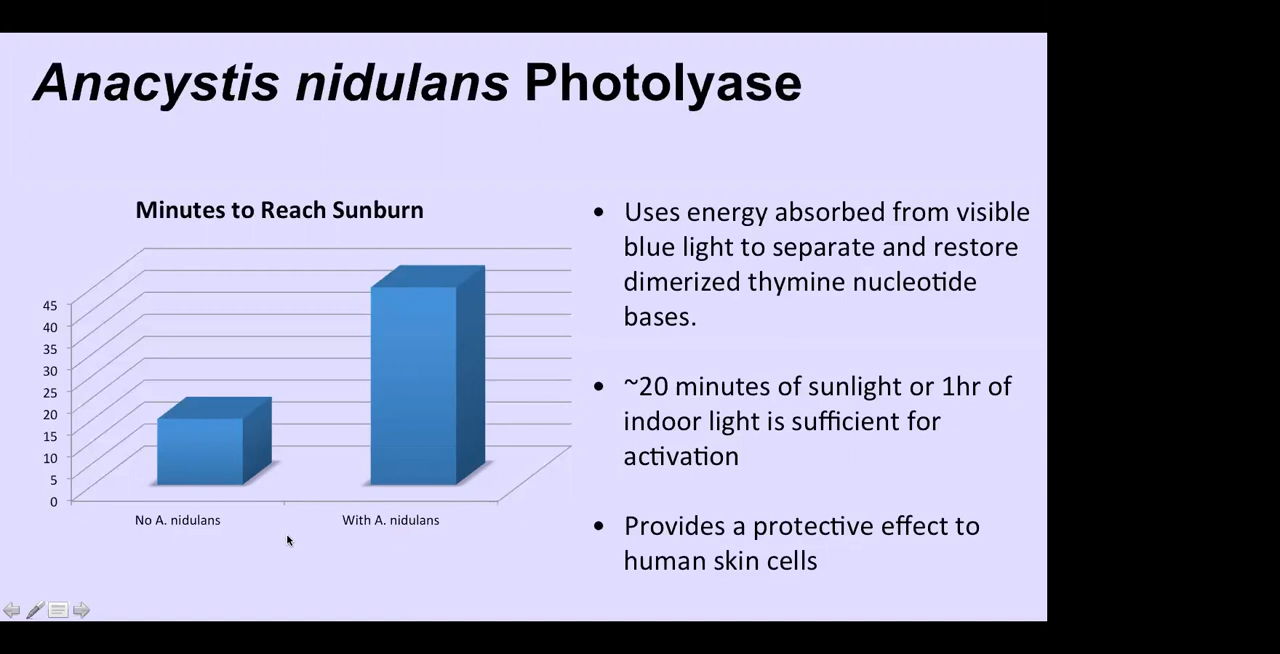 Anacystis nidulans Photolyase
Minutes to Reach Sunburn
45
40
35
30
25
20
15
10
5
0
No A. nidulans
With A. nidulans
• Uses energy absorbed from visible
blue light to separate and restore
dimerized thymine nucleotide
bases.
• ~20 minutes of sunlight or 1hr of
indoor light is sufficient for
activation
• Provides a protective effect to
human skin cells